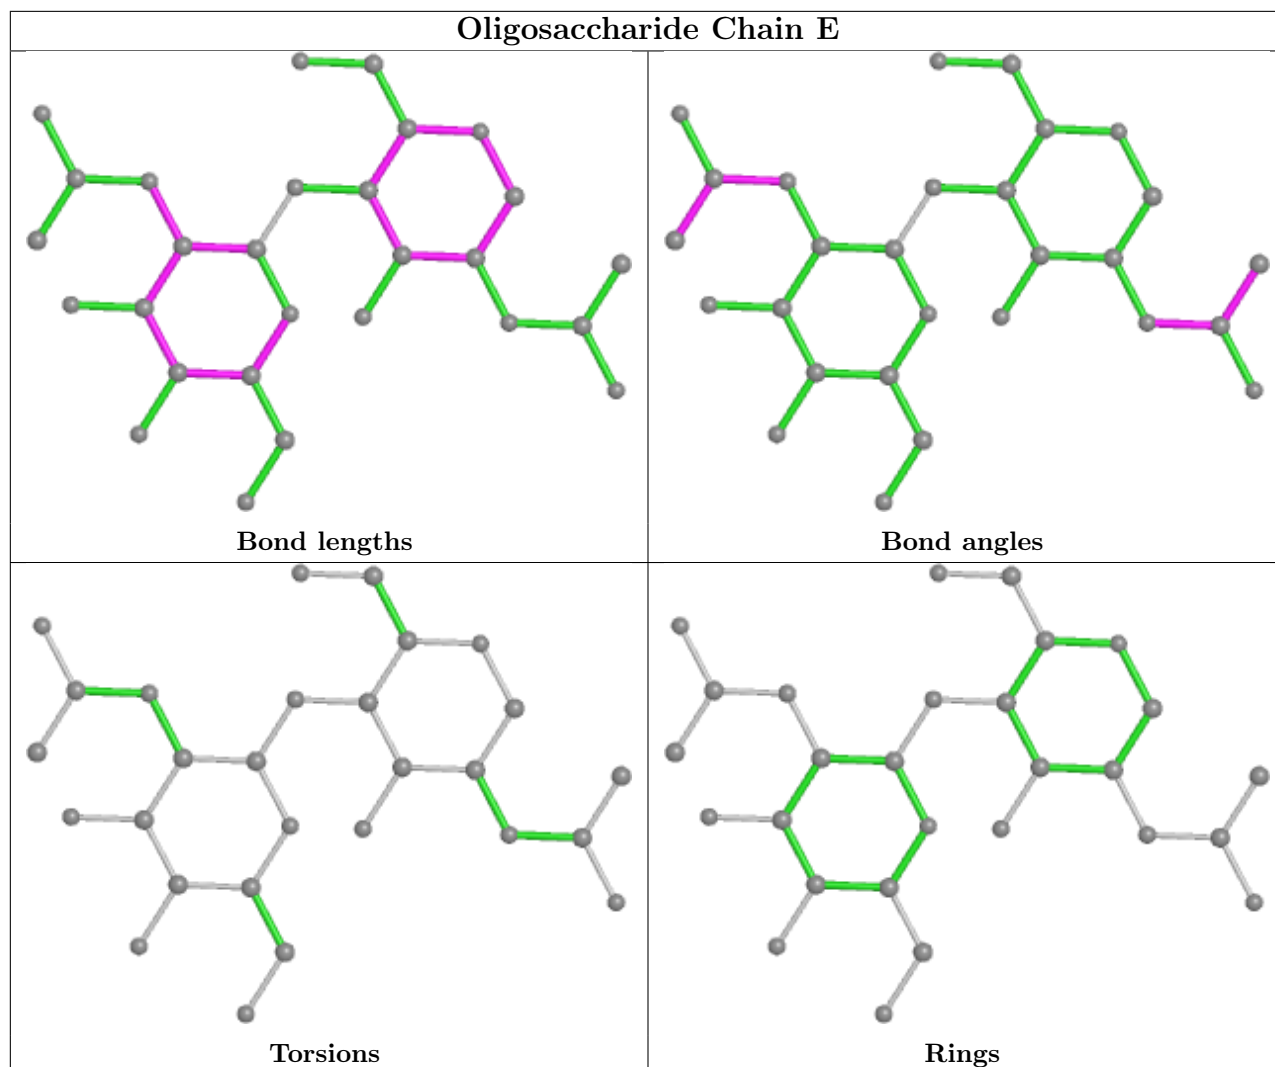 Oligosaccharide Chain E
Bond lengths
Bond angles
Torsions
Rings